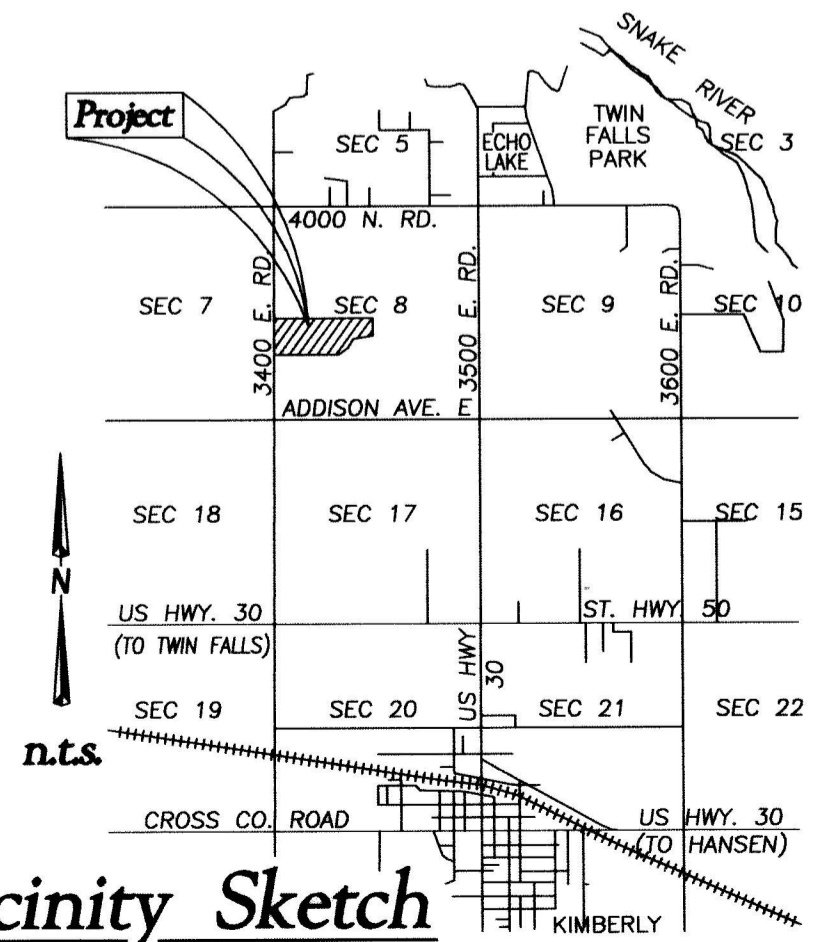 SNAKE RIVER
Project
SEC 5
ECHO
LAKE
TWIN
FALLS
PARK
SEC 3
4000 N. RD.
SEC 7
3400 E. RD.
SEC 8
3500 E. RD.
SEC 9
3600 E. RD.
SEC 10
ADDISON AVE. E
SEC 18
SEC 17
SEC 16
SEC 15
N
US HWY. 30
(TO TWIN FALLS)
ST. HWY 50
US HWY
30
SEC 19
SEC 20
SEC 21
SEC 22
n.t.s.
CROSS CO. ROAD
US HWY. 30
(TO HANSEN)
cinity Sketch
KIMBERLY